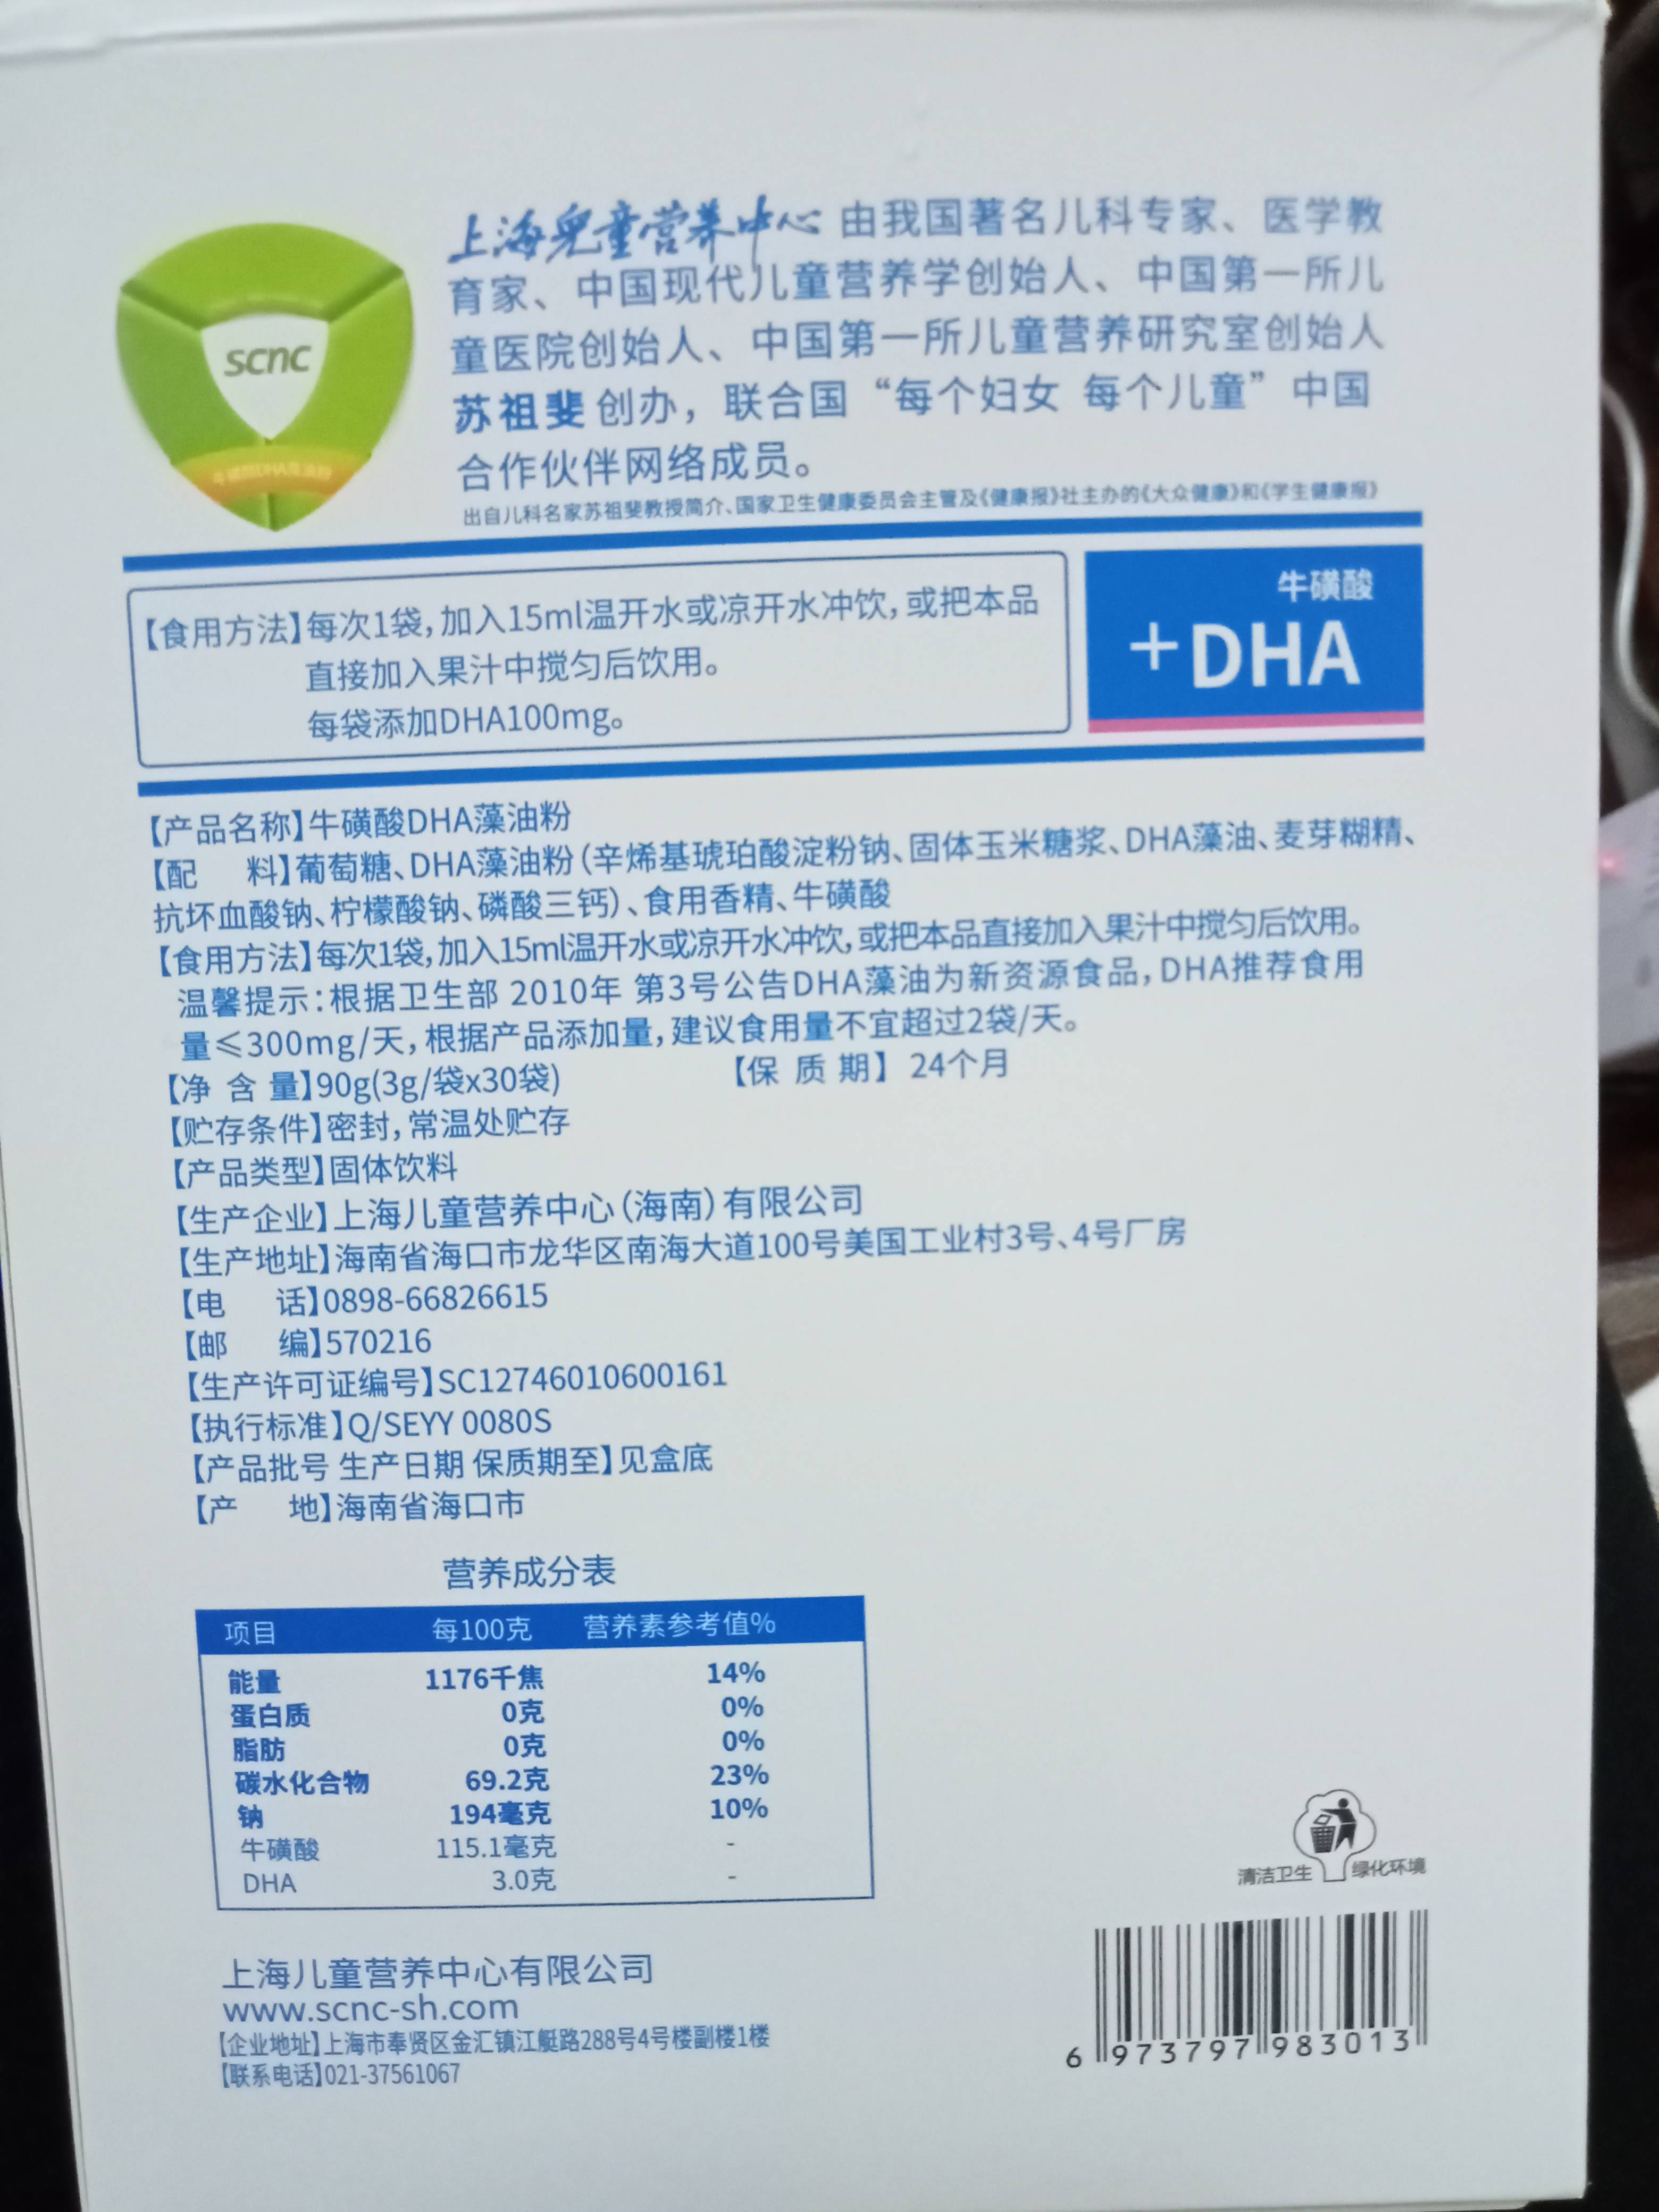 上海儿童营养中心 由我国著名儿科专家、医学教
育家、中国现代儿童营养学创始人、中国第一所儿
童医院创始人、中国第一所儿童营养研究室创始人
苏祖斐创办，联合国“每个妇女 每个儿童”中国
合作伙伴网络成员。
出自儿科名家苏祖斐教授简介、国家卫生健康委员会主管及《健康报》社主办的《大众健康》和《学生健康报》
scnc
牛磺酸DHA藻油粉
【食用方法】每次1袋，加入15ml温开水或凉开水冲饮，或把本品
直接加入果汁中搅匀后饮用。
每袋添加DHA100mg。
牛磺酸
+DHA
【产品名称】牛磺酸DHA藻油粉
【配 料】葡萄糖、DHA藻油粉（辛烯基琥珀酸淀粉钠、固体玉米糖浆、DHA藻油、麦芽糊精、
抗坏血酸钠、柠檬酸钠、磷酸三钙）、食用香精、牛磺酸
【食用方法】每次1袋，加入15ml温开水或凉开水冲饮，或把本品直接加入果汁中搅匀后饮用。
温馨提示：根据卫生部 2010年 第3号公告DHA藻油为新资源食品，DHA推荐食用
量≤300mg/天，根据产品添加量，建议食用量不宜超过2袋/天。
【净 含 量】90g(3g/袋x30袋) 【保 质 期】24个月
【贮存条件】密封，常温处贮存
【产品类型】固体饮料
【生产企业】上海儿童营养中心（海南）有限公司
【生产地址】海南省海口市龙华区南海大道100号美国工业村3号、4号厂房
【电 话】0898-66826615
【邮 编】570216
【生产许可证编号】SC12746010600161
【执行标准】Q/SEYY 0080S
【产品批号 生产日期 保质期至】见盒底
【产 地】海南省海口市
营养成分表
项目 每100克 营养素参考值%
能量 1176千焦 14%
蛋白质 0克 0%
脂肪 0克 0%
碳水化合物 69.2克 23%
钠 194毫克 10%
牛磺酸 115.1毫克 -
DHA 3.0克 -
清洁卫生 绿化环境
上海儿童营养中心有限公司
www.scnc-sh.com
【企业地址】上海市奉贤区金汇镇江艇路288号4号楼副楼1楼
【联系电话】021-37561067
6 973797 983013